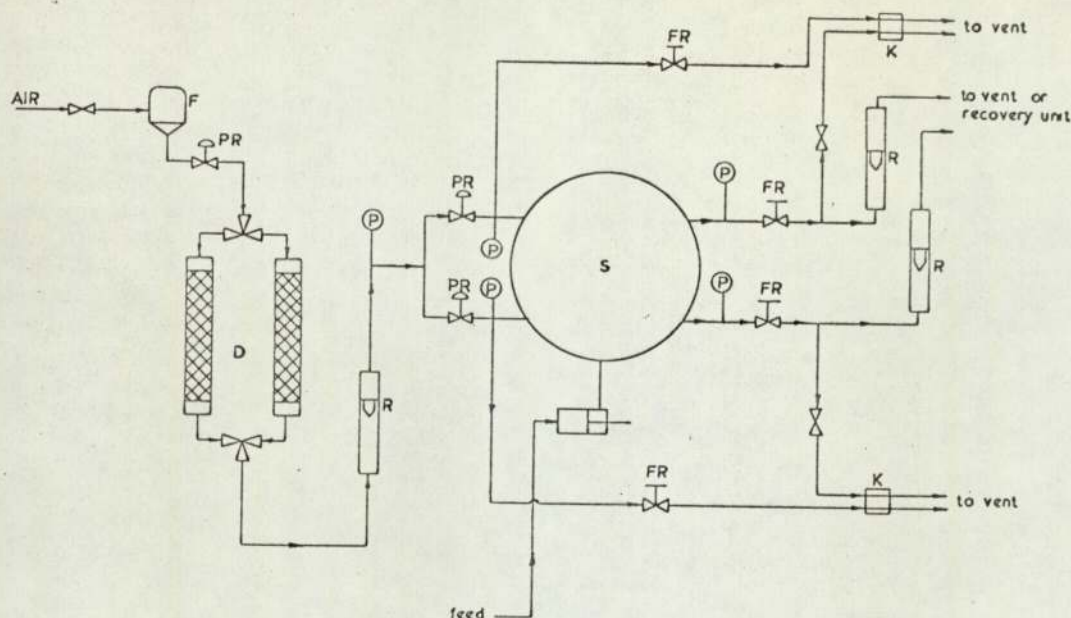 FR
K
to vent
AIR
F
PR
to vent or
recovery unit
R
P
P
PR
FR
P
S
R
P
PR
P
FR
D
R
K
FR
to vent
feed